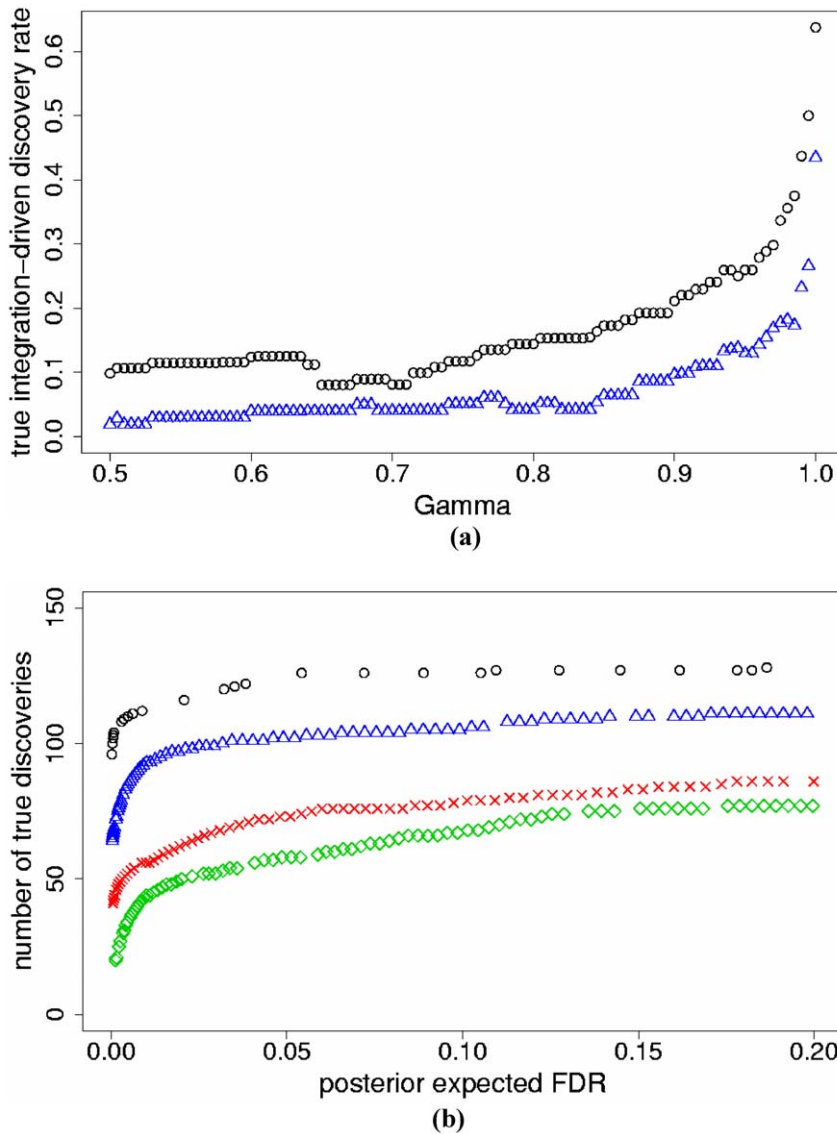 true integration-driven discovery rate
0.6
0.5
0.4
0.3
0.2
0.1
0.0
0.5 0.6 0.7 0.8 0.9 1.0
Gamma
(a)
number of true discoveries
150
100
50
0
0.00 0.05 0.10 0.15 0.20
posterior expected FDR
(b)